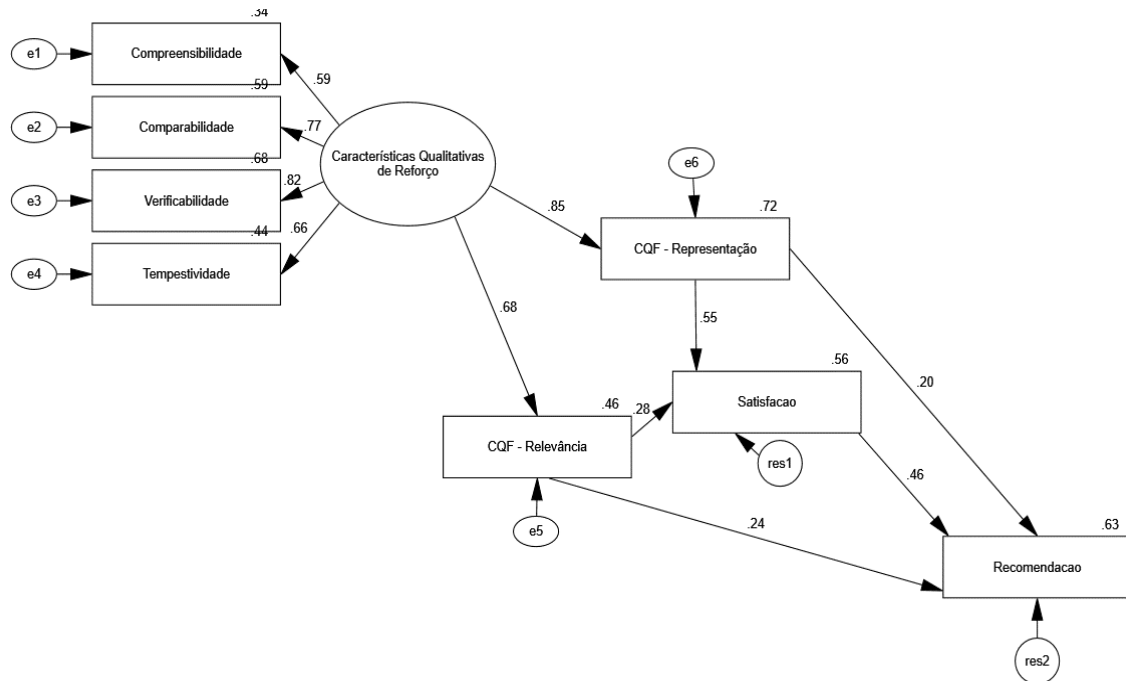 .34
e1
Compreensibilidade
.59
.59
e2
Comparabilidade
.77
.68
e3
Verificabilidade
.82
.44
.66
e4
Tempestividade
Características Qualitativas
de Reforço
.85
e6
.72
CQF - Representação
.68
.55
.20
.56
Satisfacao
.46
.28
CQF - Relevância
res1
.46
e5
.24
.63
Recomendacao
res2